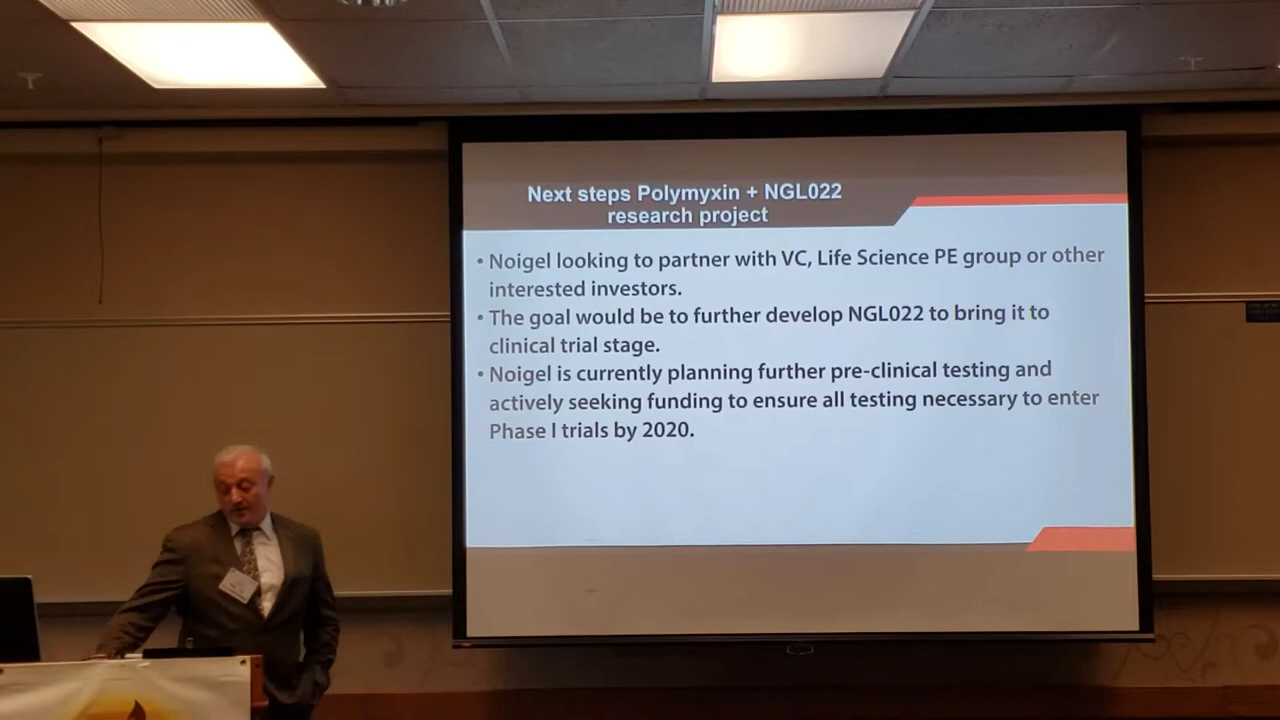 Next steps Polymyxin + NGL022
research project
• Noigel looking to partner with VC, Life Science PE group or other
interested investors.
• The goal would be to further develop NGL022 to bring it to
clinical trial stage.
• Noigel is currently planning further pre-clinical testing and
actively seeking funding to ensure all testing necessary to enter
Phase I trials by 2020.